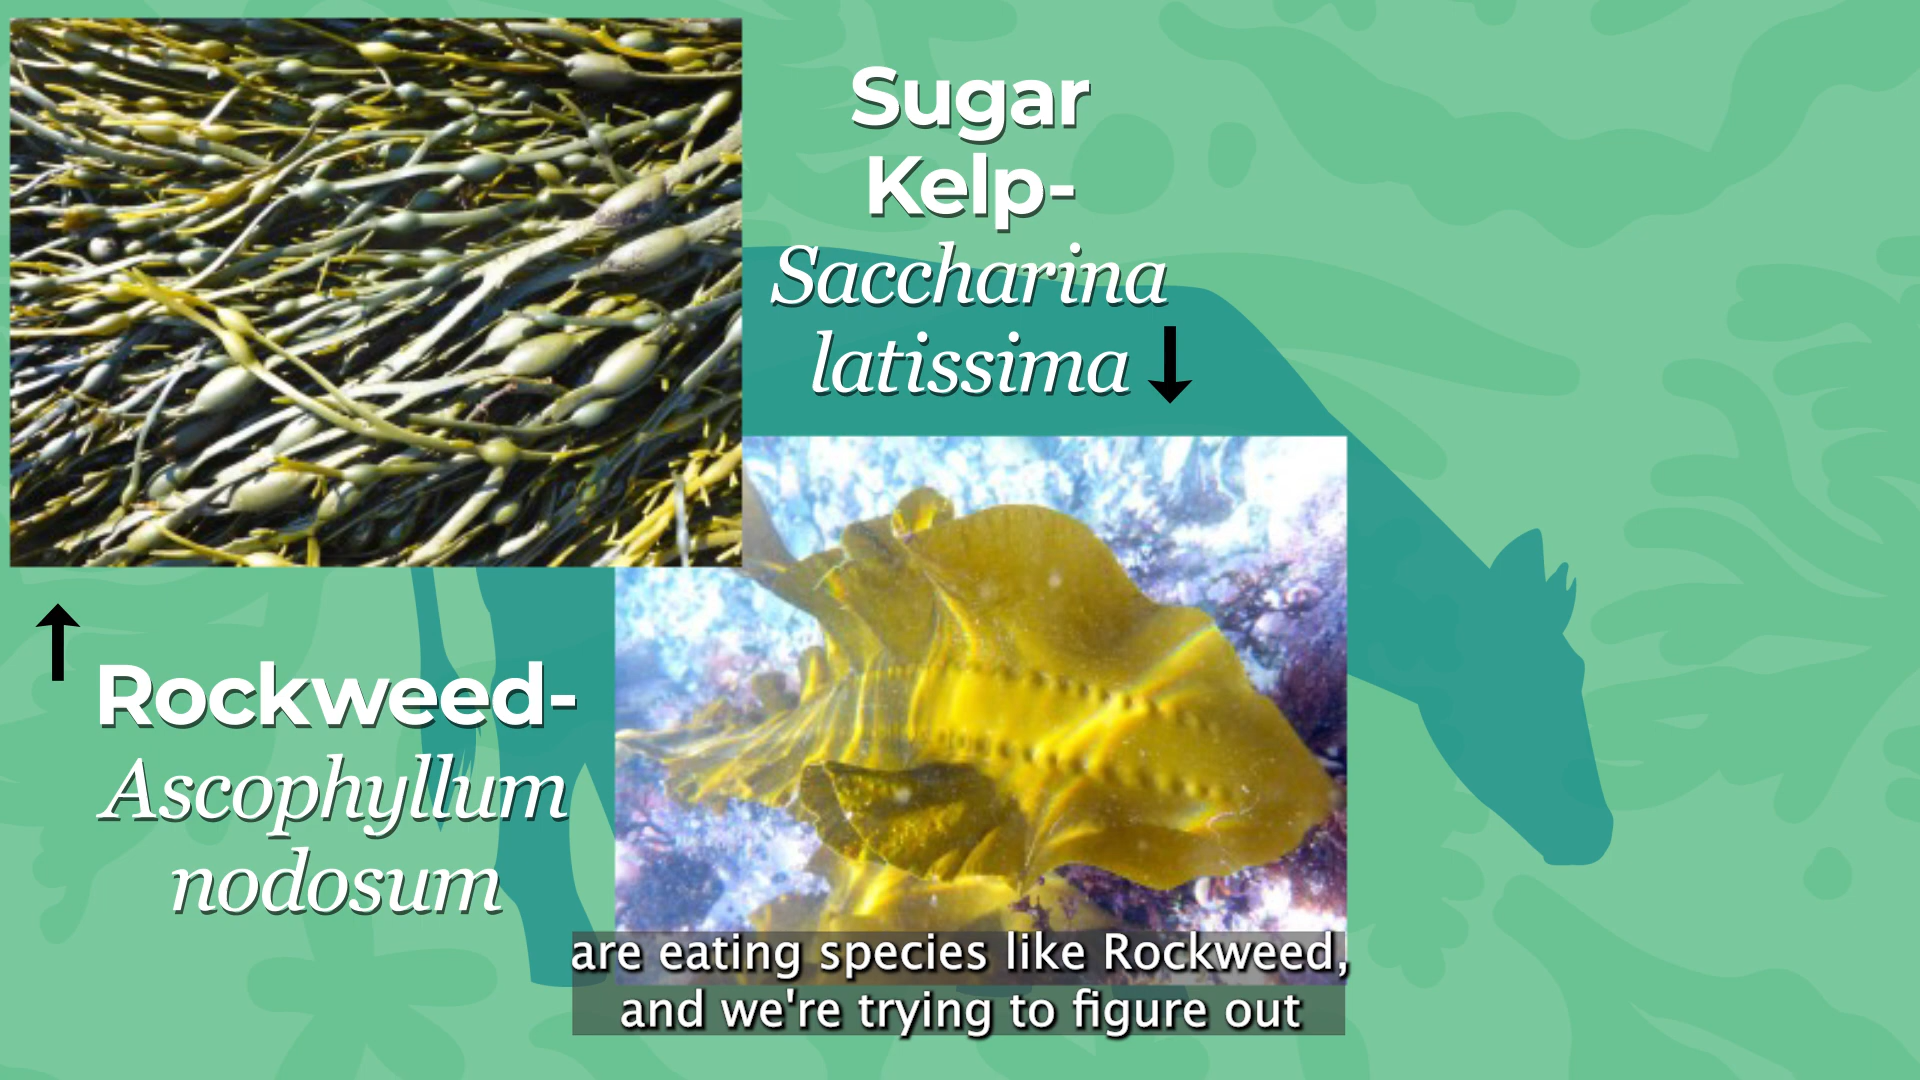 Sugar
Kelp-
Saccharina
latissima
Rockweed-
Ascophyllum
nodosum
are eating species like Rockweed,
and we're trying to figure out